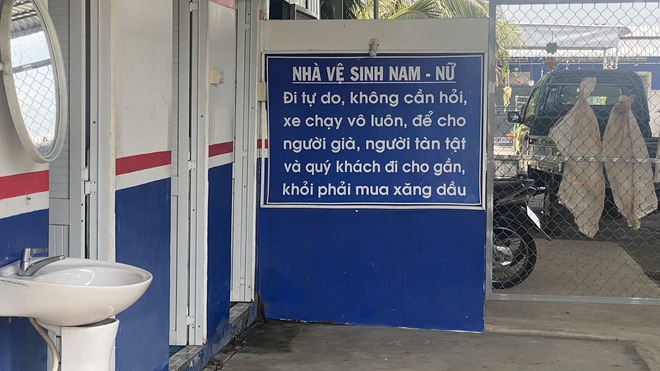 NHÀ VỆ SINH NAM - NỮ
Đi tự do, không cần hỏi,
xe chạy vô luôn, để cho
người già, người tàn tật
và quý khách đi cho gần,
khỏi phải mua xăng dầu